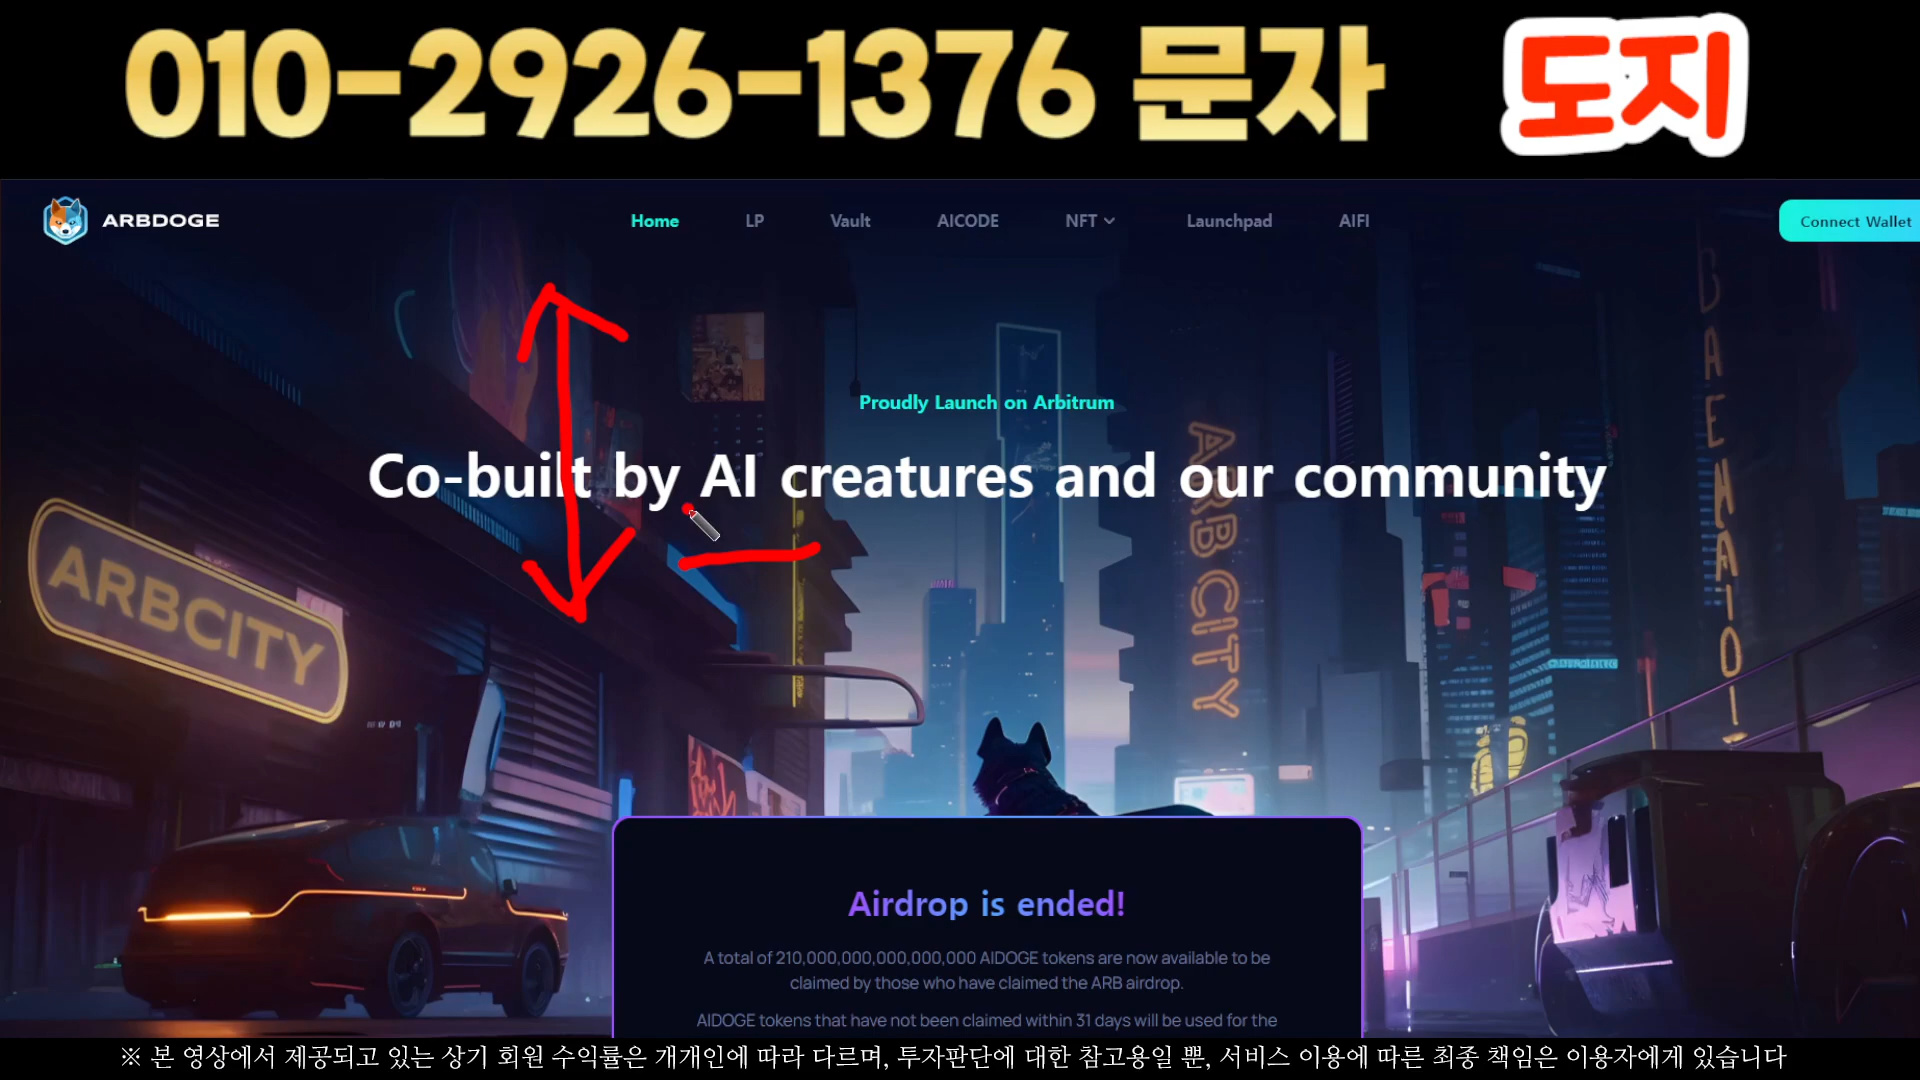 010-2926-1376 문자 도지
ARBDOGE Home LP Vault AICODE NFT Launchpad AIFI Connect Wallet
Proudly Launch on Arbitrum
Co-built by AI creatures and our community
ARBCITY
ARB CITY
Airdrop is ended!
A total of 210,000,000,000,000,000 AIDOGE tokens are now available to be
claimed by those who have claimed the ARB airdrop.
AIDOGE tokens that have not been claimed within 31 days will be used for the
※ 본 영상에서 제공되고 있는 상기 회원 수익률은 개개인에 따라 다르며, 투자판단에 대한 참고용일 뿐, 서비스 이용에 따른 최종 책임은 이용자에게 있습니다